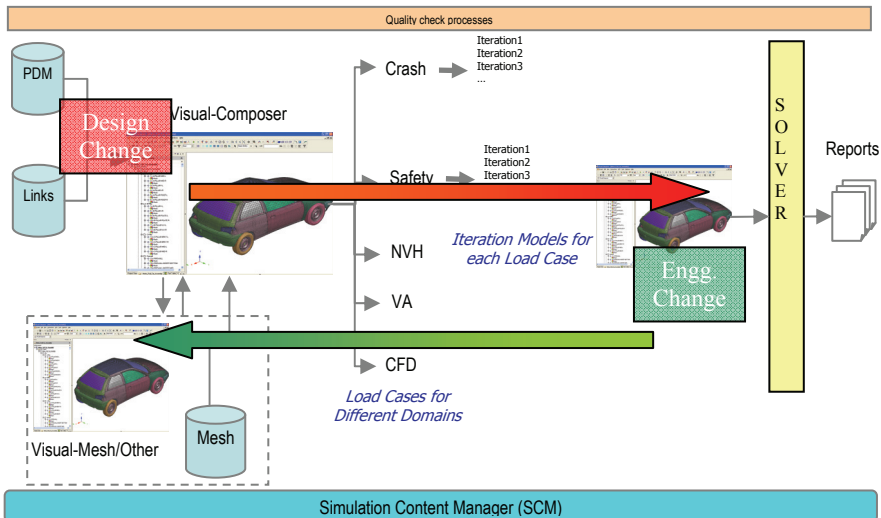 Quality check processes
PDM
Links
Design
Change
Visual-Composer
Crash
Iteration1
Iteration2
Iteration3
...
Safety
Iteration1
Iteration2
Iteration3
NVH
VA
CFD
Iteration Models for
each Load Case
Load Cases for
Different Domains
Engg.
Change
S
O
L
V
E
R
Reports
Visual-Mesh/Other
Mesh
Simulation Content Manager (SCM)